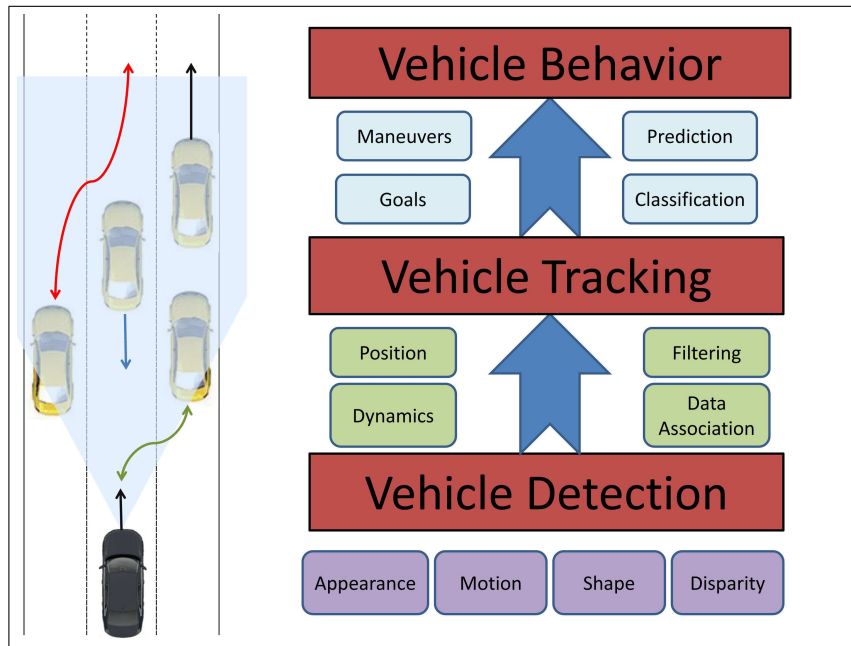 Vehicle Behavior
Maneuvers
Prediction
Goals
Classification
Vehicle Tracking
Position
Filtering
Dynamics
Data
Association
Vehicle Detection
Appearance
Motion
Shape
Disparity